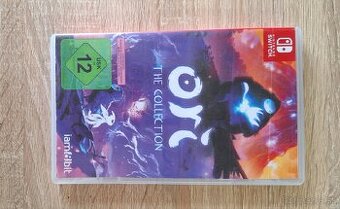 ori
THE COLLECTION
12
USK
NINTENDO
SWITCH
iam8bit